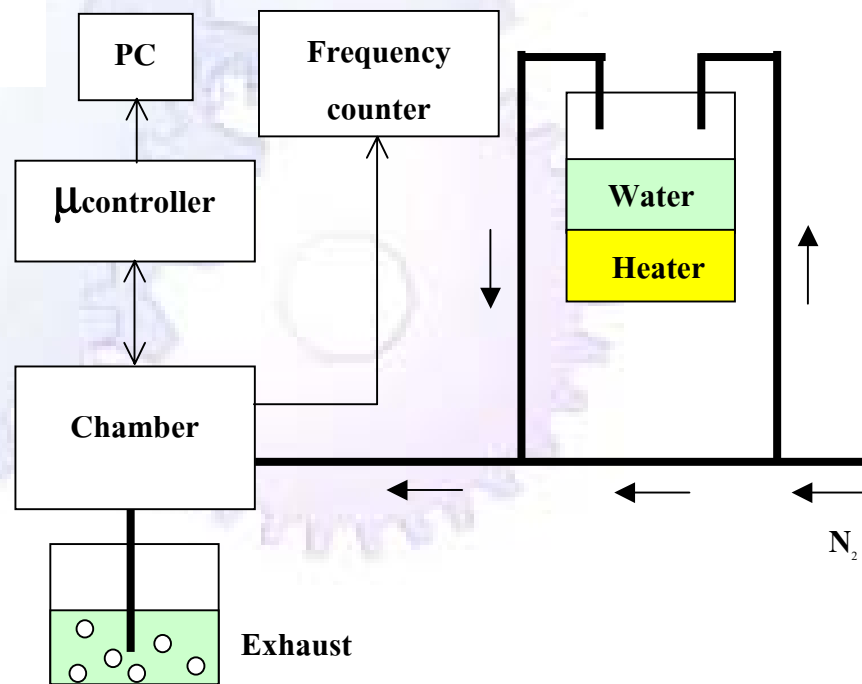 PC
Frequency
counter
μcontroller
Water
Heater
Chamber
N₂
Exhaust